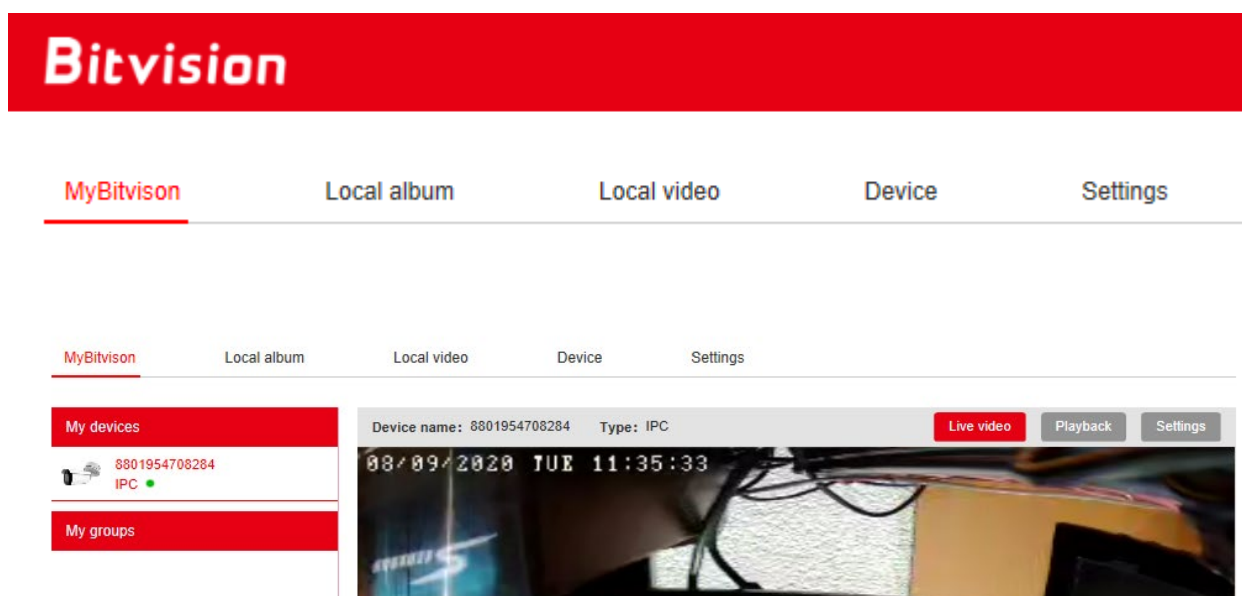 Bitvision
MyBitvison Local album Local video Device Settings
MyBitvison Local album Local video Device Settings
My devices
8801954708284
IPC
My groups
Device name: 8801954708284 Type: IPC Live video Playback Settings
08/09/2020 TUE 11:35:33